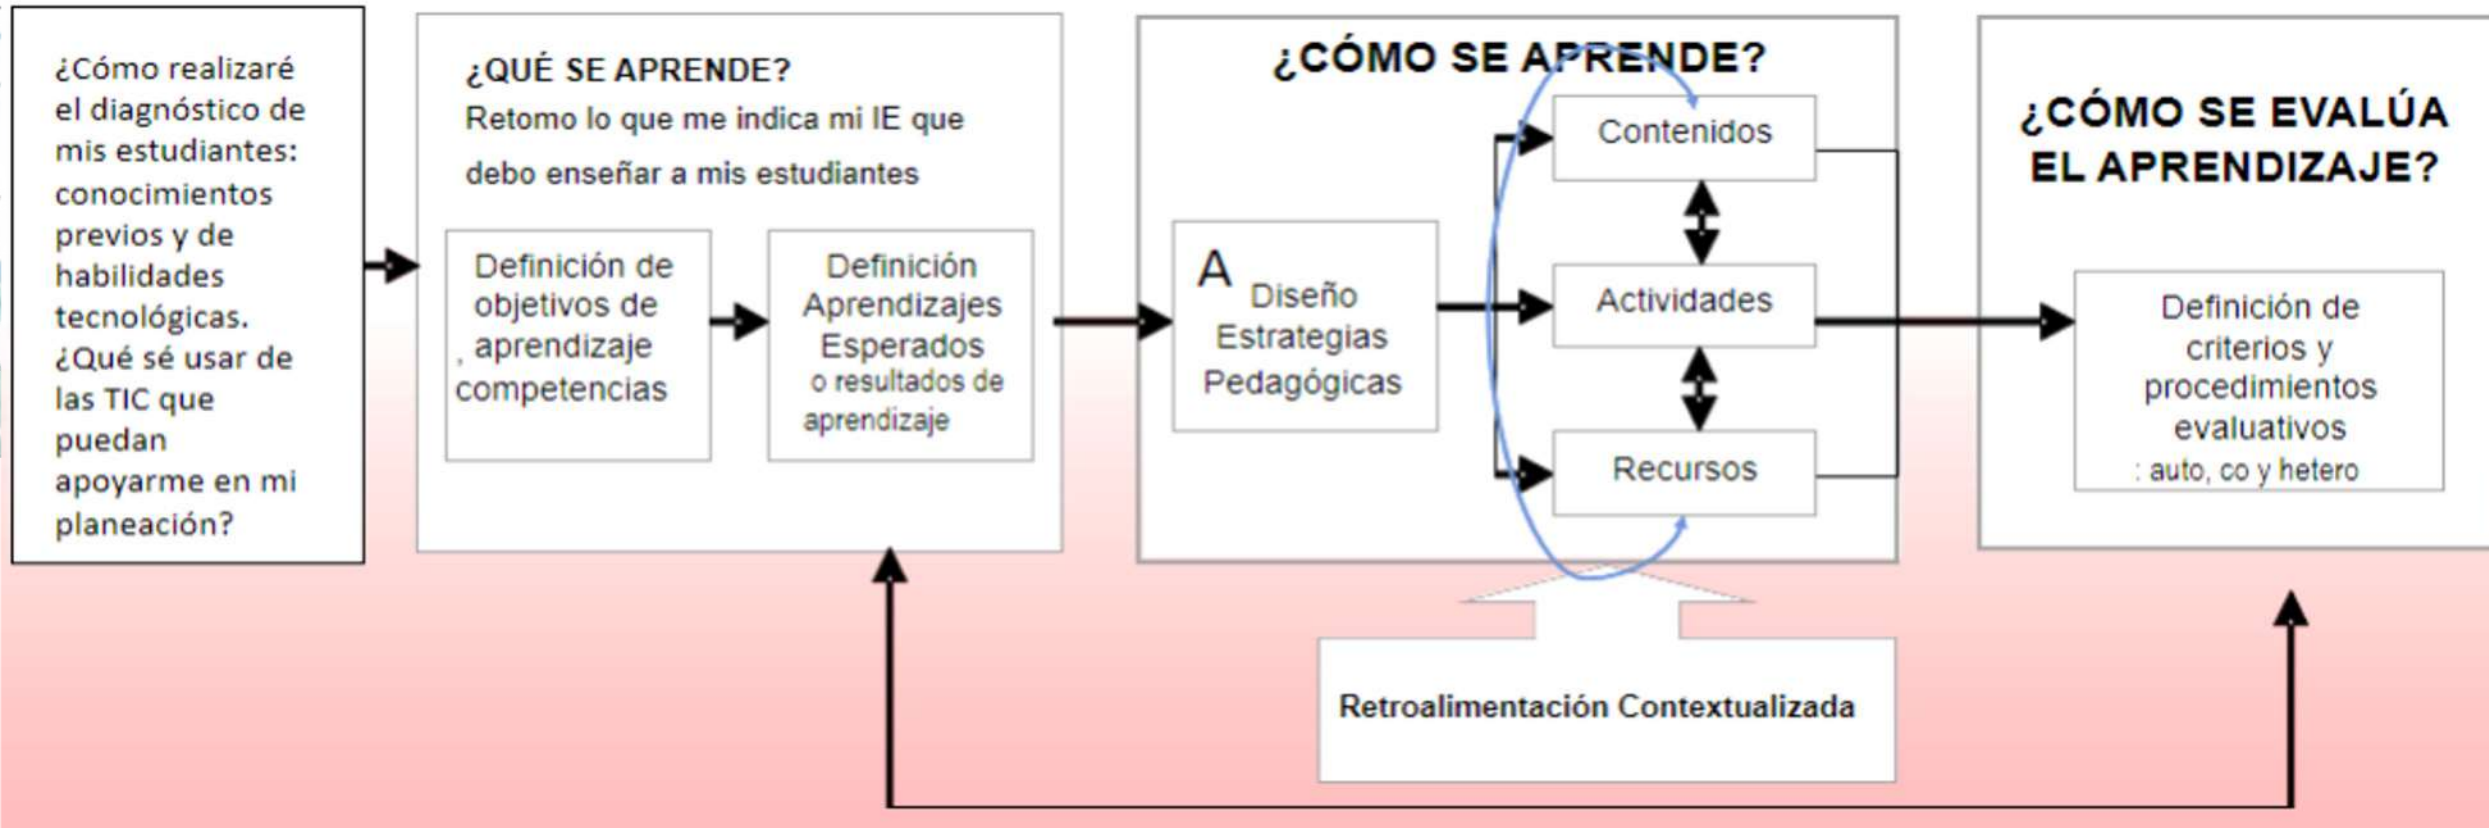 ¿Cómo realizaré
el diagnóstico de
mis estudiantes:
conocimientos
previos y de
habilidades
tecnológicas.
¿Qué sé usar de
las TIC que
puedan
apoyarme en mi
planeación?
¿QUÉ SE APRENDE?
Retomo lo que me indica mi IE que
debo enseñar a mis estudiantes
Definición de
objetivos de
, aprendizaje
competencias
Definición
Aprendizajes
Esperados
o resultados de
aprendizaje
¿CÓMO SE APRENDE?
A
Diseño
Estrategias
Pedagógicas
Contenidos
Actividades
Recursos
¿CÓMO SE EVALÚA
EL APRENDIZAJE?
Definición de
criterios y
procedimientos
evaluativos
: auto, co y hetero
Retroalimentación Contextualizada